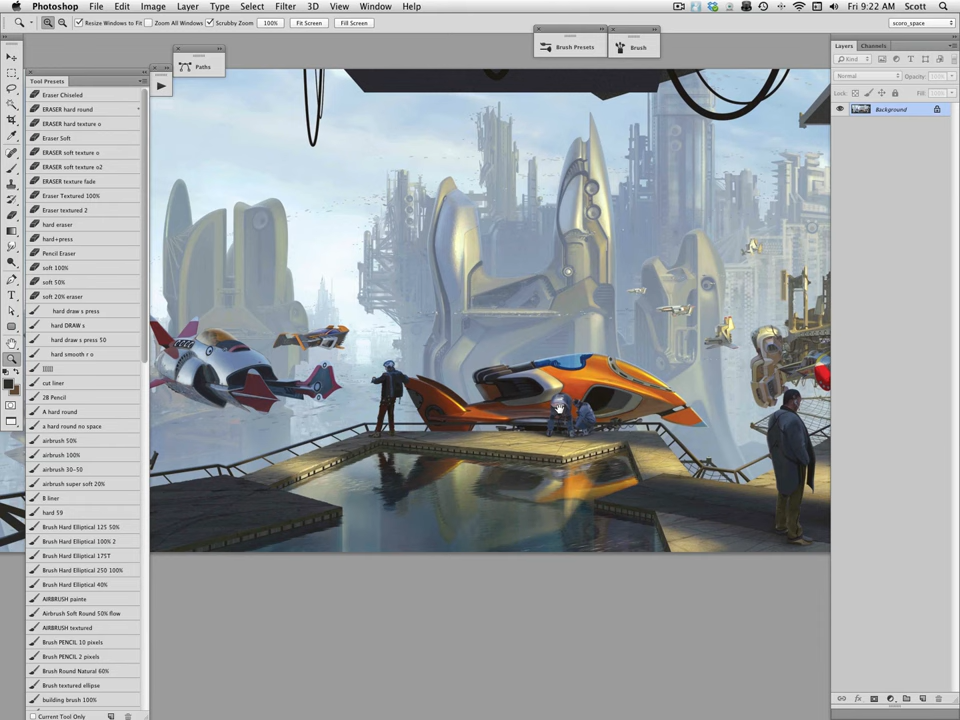 Photoshop File Edit Image Layer Type Select Filter 3D View Window Help Fri 9:22 AM Scott
Resize Windows to Fit Zoom All Windows Scrubby Zoom 100% Fit Screen Fill Screen scoro_space
Paths
Brush Presets
Brush
Layers Channels
Kind
Normal Opacity: 100%
Lock: Fill: 100%
Background
Tool Presets
Eraser Chiseled
ERASER hard round
ERASER hard texture o
Eraser Soft
ERASER soft texture o
ERASER soft texture o2
ERASER texture fade
Eraser Textured 100%
Eraser textured 2
hard eraser
hard+press
Pencil Eraser
soft 100%
soft 50%
soft 20% eraser
hard draw s press
hard DRAW s
hard draw s press 50
hard smooth r o
]]]]]]
cut liner
2B Pencil
A hard round
a hard round no space
airbrush 50%
airbrush 100%
airbrush 30-50
airbrush super soft 20%
B liner
hard 59
Brush Hard Elliptical 125 50%
Brush Hard Elliptical 100% 2
Brush Hard Elliptical 175T
Brush Hard Elliptical 250 100%
Brush Hard Elliptical 40%
AIRBRUSH painte
Airbrush Soft Round 50% flow
AIRBRUSH textured
Brush PENCIL 10 pixels
Brush PENCIL 2 pixels
Brush Round Natural 60%
Brush textured ellipse
building brush 100%
Current Tool Only